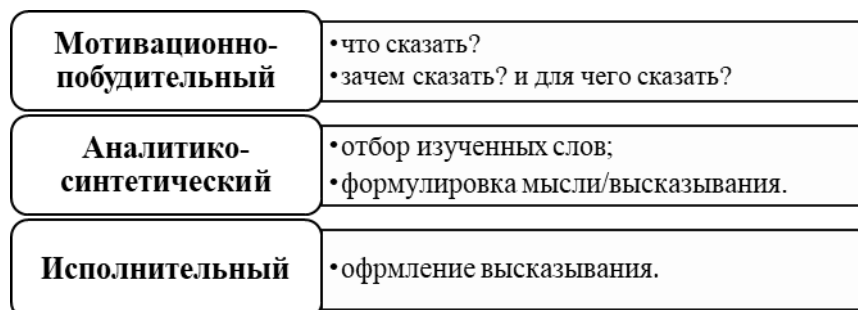 Мотивационно-
побудительный
•что сказать?
•зачем сказать? и для чего сказать?
Аналитико-
синтетический
•отбор изученных слов;
•формулировка мысли/высказывания.
Исполнительный
•офрмление высказывания.